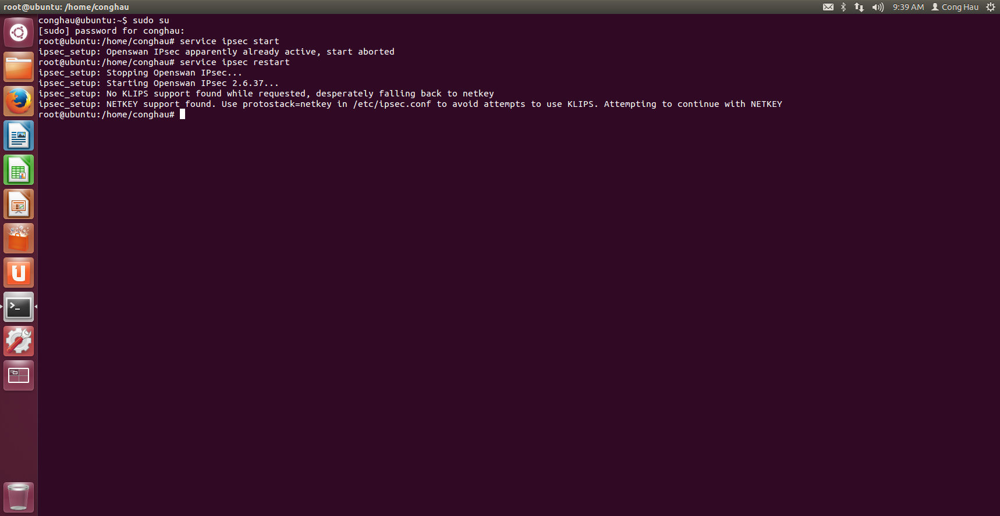 root@ubuntu: /home/conghau
9:39 AM Cong Hau
conghau@ubuntu:~$ sudo su
[sudo] password for conghau:
root@ubuntu:/home/conghau# service ipsec start
ipsec_setup: Openswan IPsec apparently already active, start aborted
root@ubuntu:/home/conghau# service ipsec restart
ipsec_setup: Stopping Openswan IPsec...
ipsec_setup: Starting Openswan IPsec 2.6.37...
ipsec_setup: No KLIPS support found while requested, desperately falling back to netkey
ipsec_setup: NETKEY support found. Use protostack=netkey in /etc/ipsec.conf to avoid attempts to use KLIPS. Attempting to continue with NETKEY
root@ubuntu:/home/conghau#